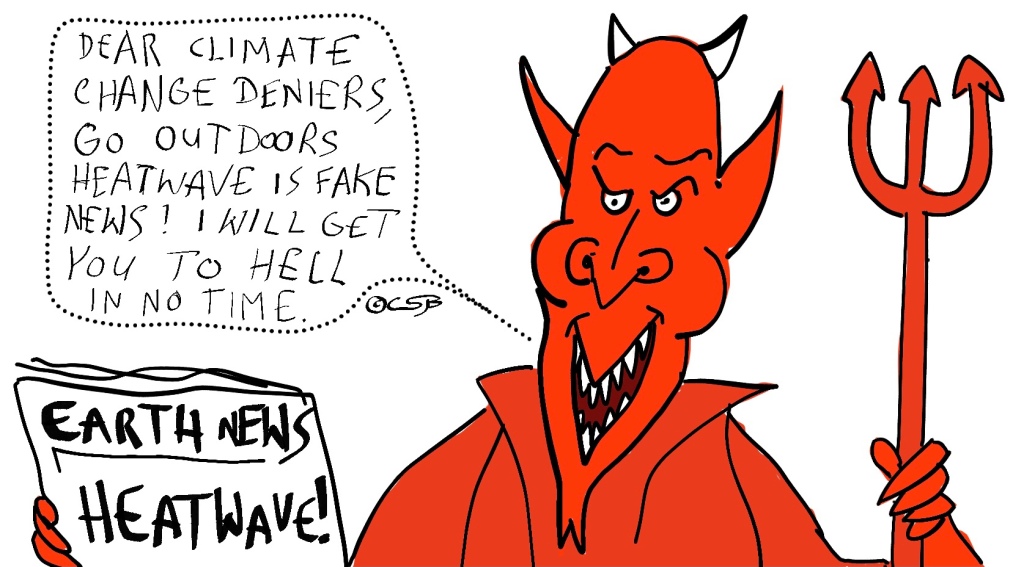 DEAR CLIMATE
CHANGE DENIERS,
GO OUTDOORS
HEATWAVE IS FAKE
NEWS! I WILL GET
YOU TO HELL
IN NO TIME.
©CSB
EARTH NEWS
HEATWAVE!